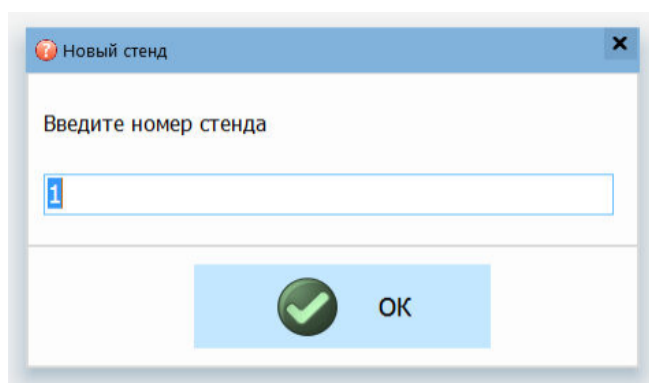 Новый стенд
Введите номер стенда
1
ОК